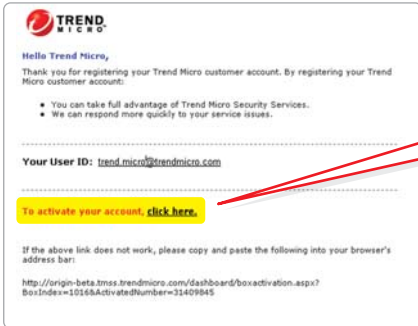 TREND
MICRO
Hello Trend Micro,
Thank you for registering your Trend Micro customer account. By registering your Trend
Micro customer account:
• You can take full advantage of Trend Micro Security Services.
• We can respond more quickly to your service issues.
Your User ID: trend.micro@trendmicro.com
To activate your account, click here.
If the above link does not work, please copy and paste the following into your browser's
address bar:
http://origin-beta.tmss.trendmicro.com/dashboard/boxactivation.aspx?
BoxIndex=1016&ActivatedNumber=31409845